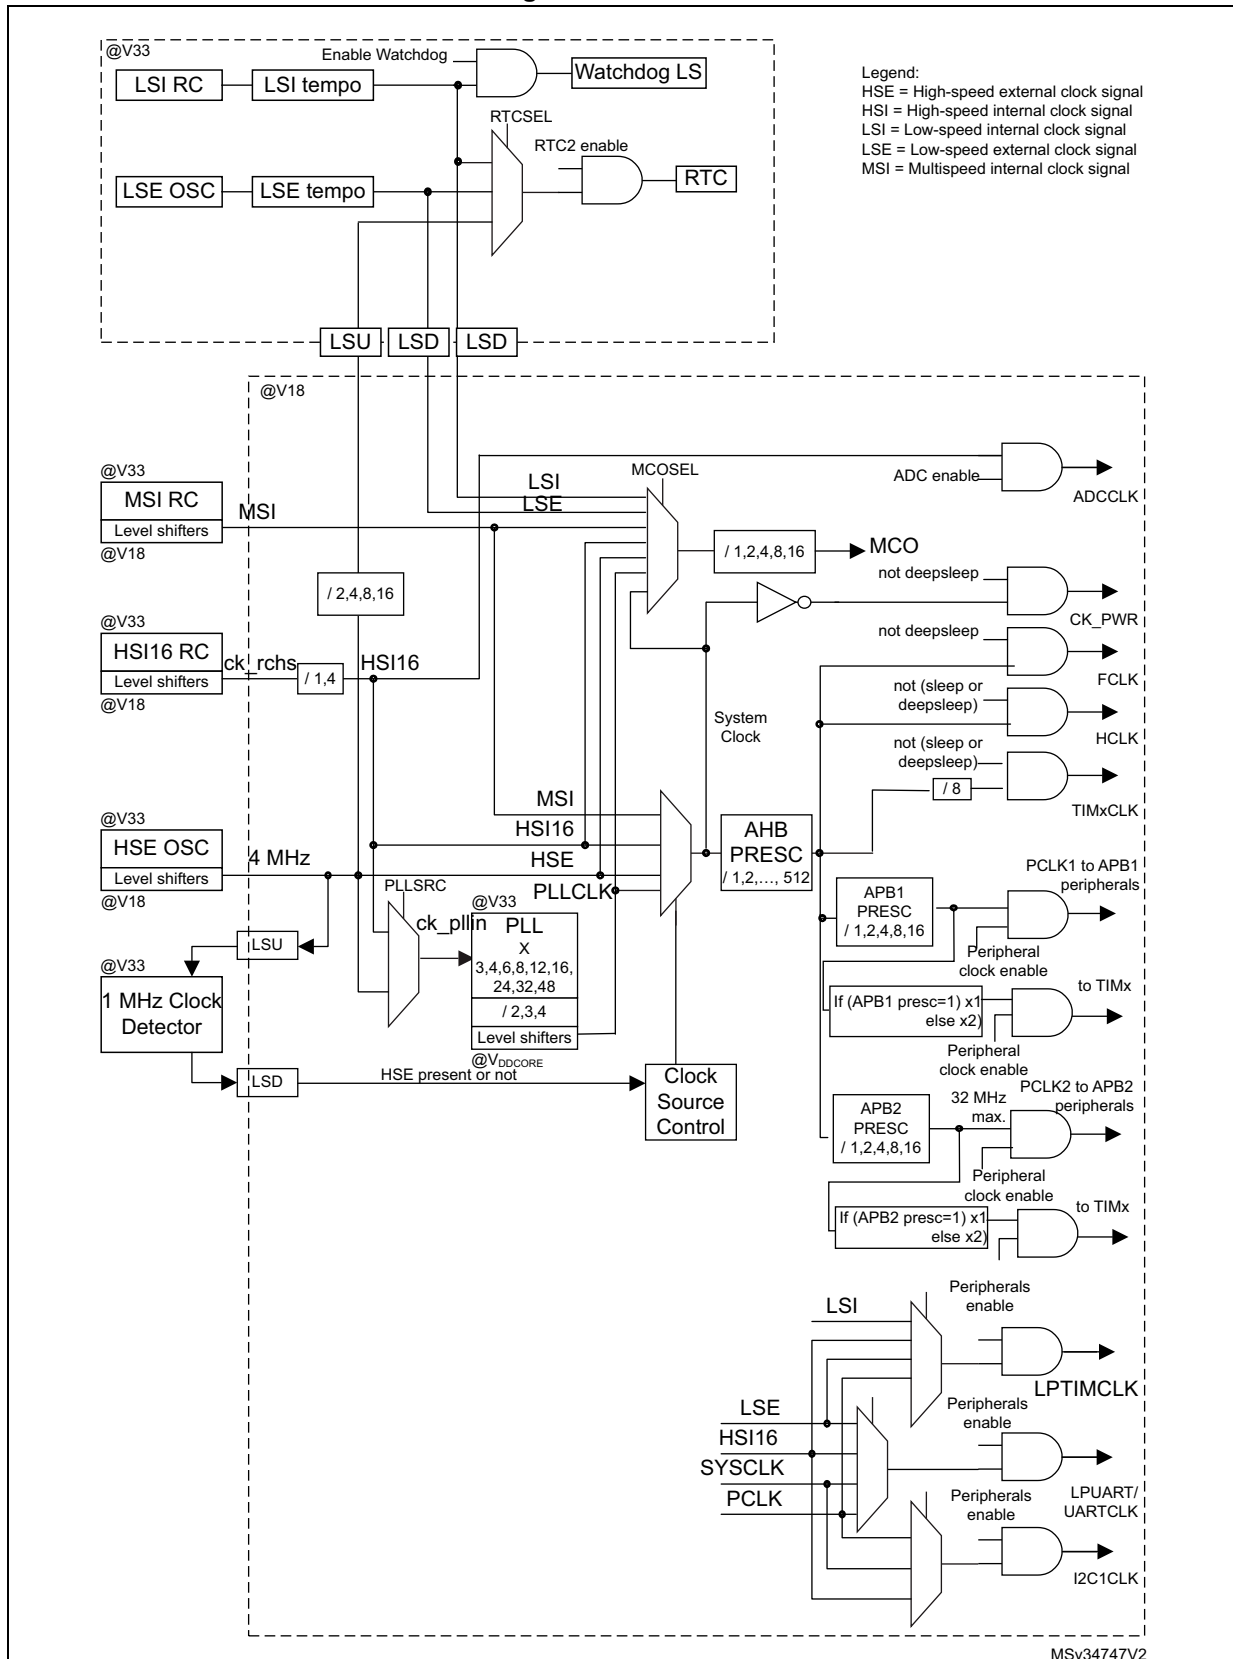 @V33
Enable Watchdog
LSI RC
LSI tempo
Watchdog LS
Legend:
HSE = High-speed external clock signal
HSI = High-speed internal clock signal
LSI = Low-speed internal clock signal
LSE = Low-speed external clock signal
MSI = Multispeed internal clock signal
RTCSEL
RTC2 enable
LSE OSC
LSE tempo
RTC
LSU
LSD
LSD
@V18
@V33
MSI RC
Level shifters
@V18
MSI
LSI
LSE
MCOSEL
ADC enable
ADCCLK
/ 1,2,4,8,16
MCO
/ 2,4,8,16
not deepsleep
CK_PWR
@V33
HSI16 RC
Level shifters
@V18
ck_rchs
/ 1,4
HSI16
not deepsleep
FCLK
not (sleep or
deepsleep)
HCLK
System
Clock
not (sleep or
deepsleep)
/ 8
TIMxCLK
@V33
HSE OSC
Level shifters
@V18
4 MHz
MSI
HSI16
HSE
PLLCLK
AHB
PRESC
/ 1,2,..., 512
PLLSRC
ck_pllin
@V33
PLL
X
3,4,6,8,12,16,
24,32,48
/ 2,3,4
Level shifters
@VDDCORE
APB1
PRESC
/ 1,2,4,8,16
PCLK1 to APB1
peripherals
Peripheral
clock enable
LSU
@V33
1 MHz Clock
Detector
LSD
HSE present or not
Clock
Source
Control
If (APB1 presc=1) x1
else x2)
to TIMx
Peripheral
clock enable
APB2
PRESC
/ 1,2,4,8,16
32 MHz
max.
PCLK2 to APB2
peripherals
Peripheral
clock enable
If (APB2 presc=1) x1
else x2)
to TIMx
LSI
Peripherals
enable
LPTIMCLK
LSE
HSI16
SYSCLK
PCLK
Peripherals
enable
LPUART/
UARTCLK
Peripherals
enable
I2C1CLK
MSv34747V2